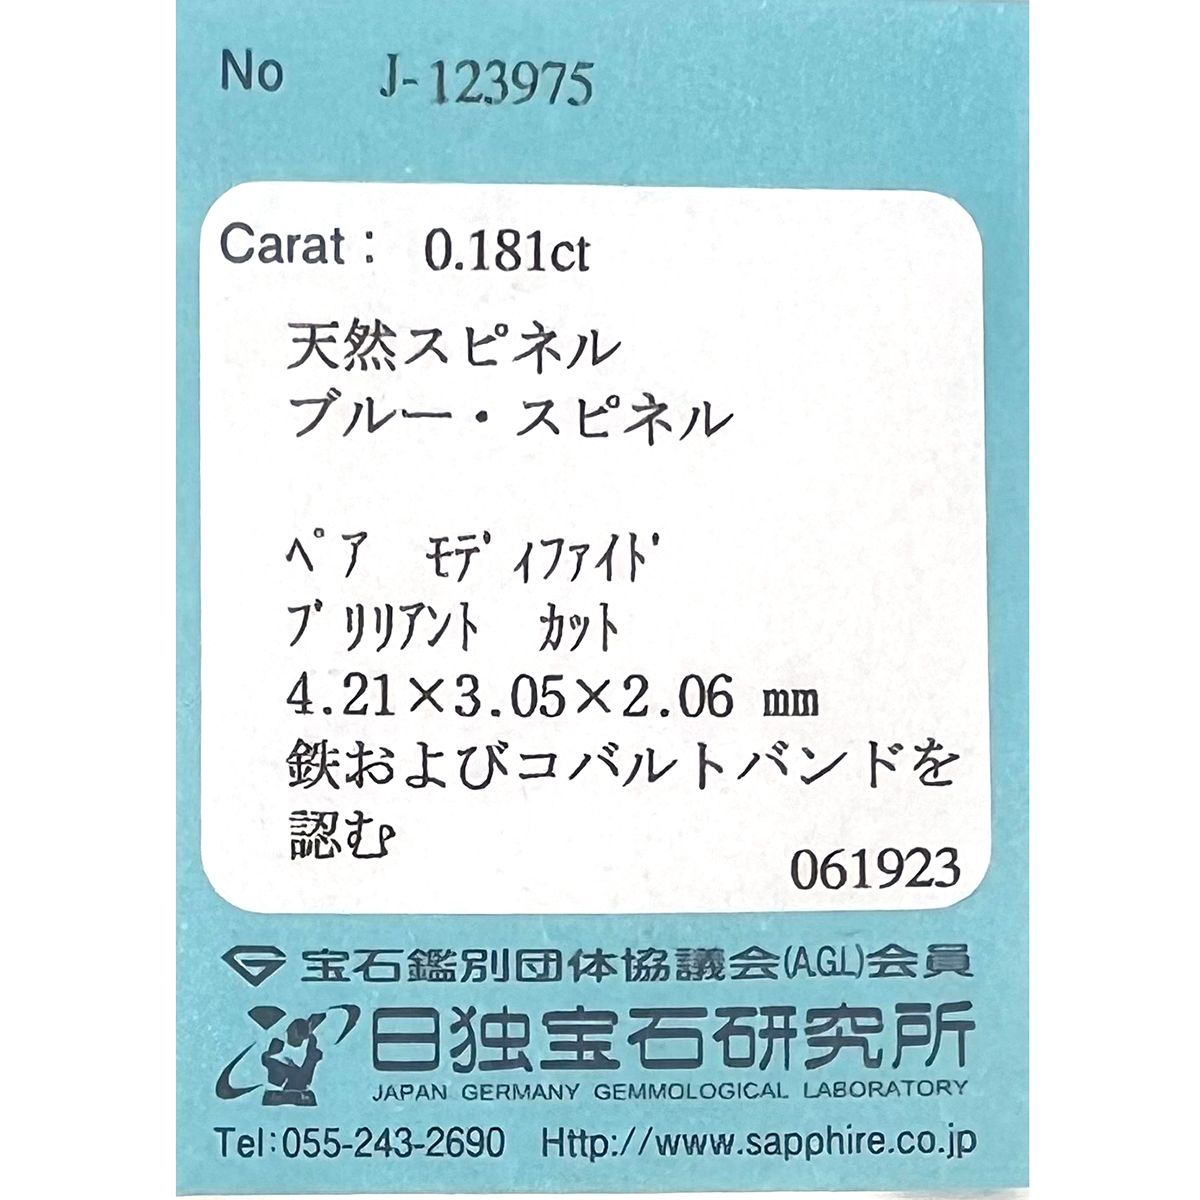 No J-123975
Carat: 0.181ct
天然スピネル
ブルー・スピネル
ﾍﾟｱ ﾓﾃﾞｨﾌｧｲﾄﾞ
ﾌﾞﾘﾘｱﾝﾄ ｶｯﾄ
4.21×3.05×2.06 mm
鉄およびコバルトバンドを
認む
061923
宝石鑑別団体協議会(AGL)会員
日独宝石研究所
JAPAN GERMANY GEMMOLOGICAL LABORATORY
Tel:055-243-2690 Http://www.sapphire.co.jp